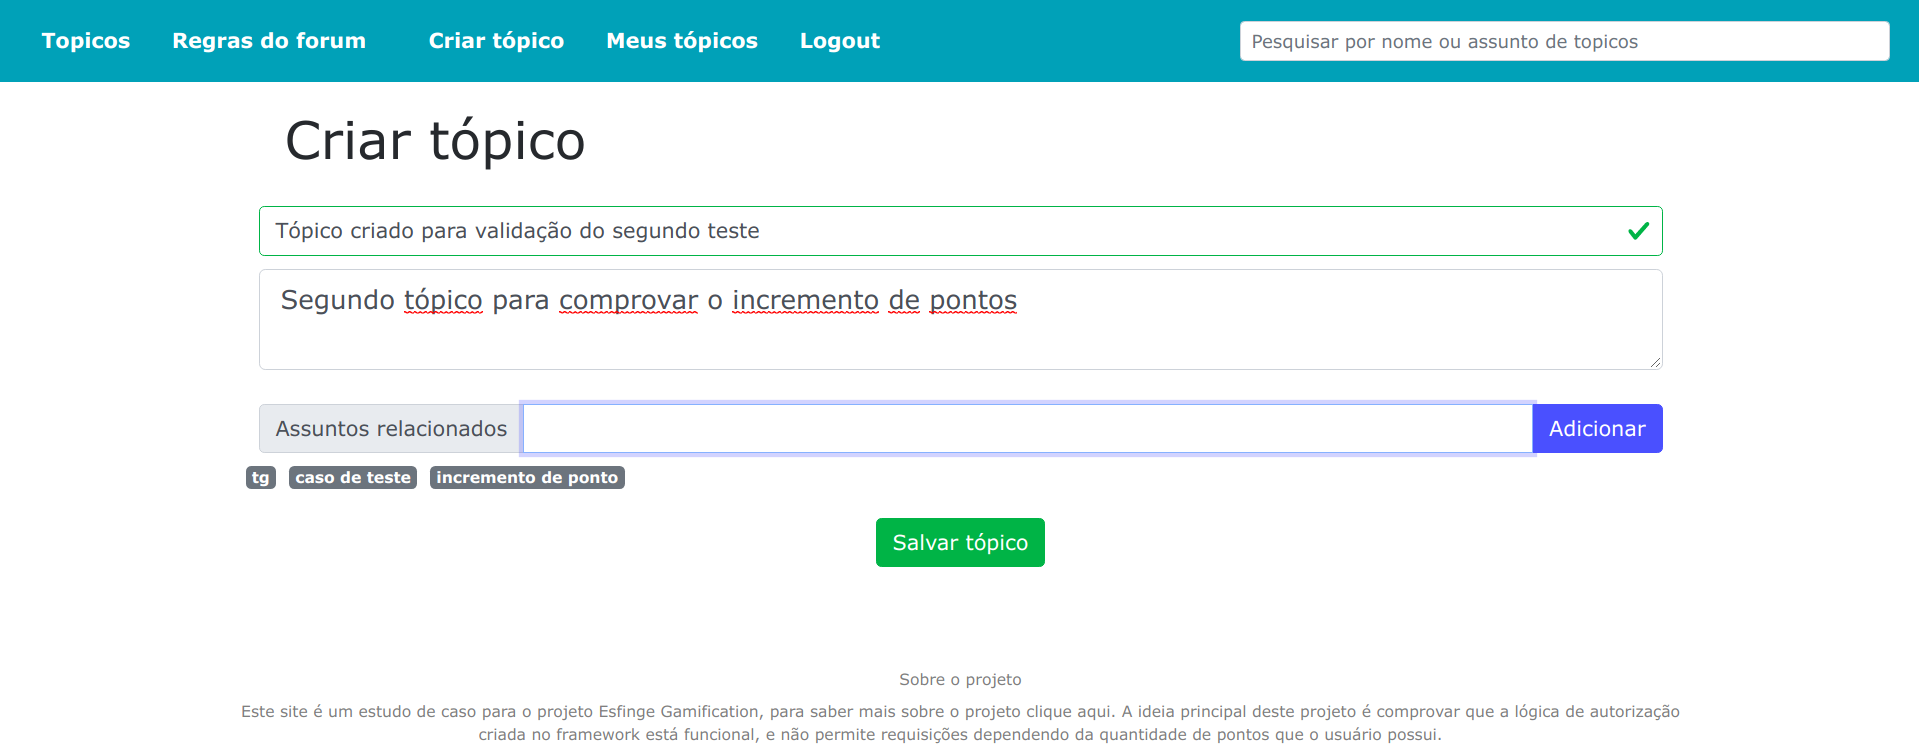 Topicos Regras do forum Criar tópico Meus tópicos Logout Pesquisar por nome ou assunto de topicos
Criar tópico
Tópico criado para validação do segundo teste
Segundo tópico para comprovar o incremento de pontos
Assuntos relacionados Adicionar
tg caso de teste incremento de ponto
Salvar tópico
Sobre o projeto
Este site é um estudo de caso para o projeto Esfinge Gamification, para saber mais sobre o projeto clique aqui. A ideia principal deste projeto é comprovar que a lógica de autorização
criada no framework está funcional, e não permite requisições dependendo da quantidade de pontos que o usuário possui.